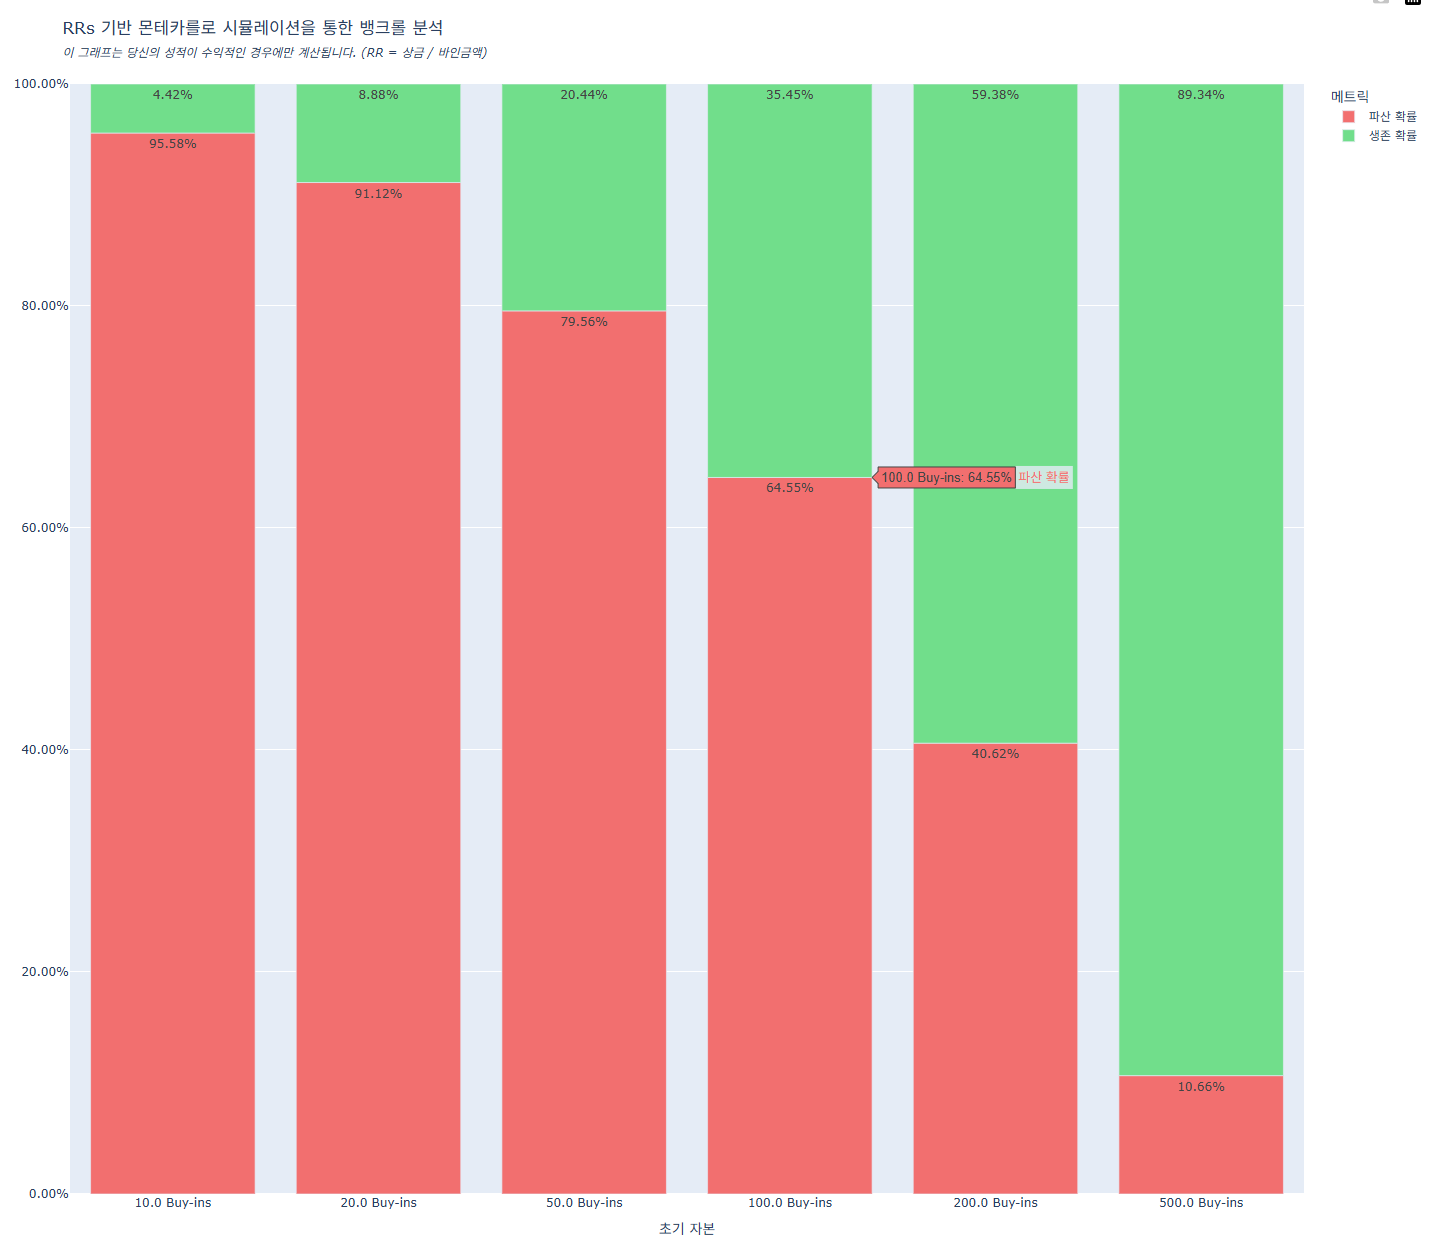 RRs 기반 몬테카를로 시뮬레이션을 통한 뱅크롤 분석
이 그래프는 당신의 성적이 수익적인 경우에만 계산됩니다. (RR = 상금 / 바인금액)
메트릭
파산 확률
생존 확률
100.00%
80.00%
60.00%
40.00%
20.00%
0.00%
4.42%
8.88%
20.44%
35.45%
59.38%
89.34%
95.58%
91.12%
79.56%
64.55%
40.62%
10.66%
100.0 Buy-ins: 64.55% 파산 확률
10.0 Buy-ins
20.0 Buy-ins
50.0 Buy-ins
100.0 Buy-ins
200.0 Buy-ins
500.0 Buy-ins
초기 자본